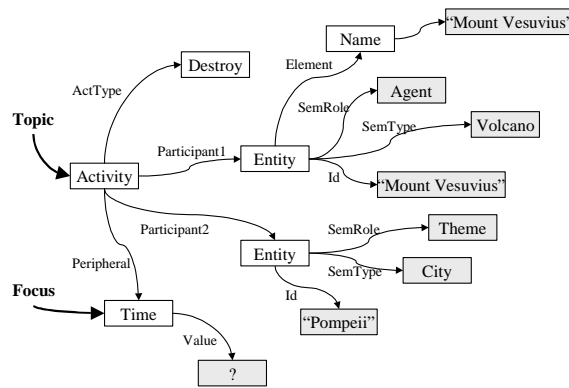 “Mount Vesuvius”
Name
Element
Destroy
ActType
Agent
SemRole
Topic
SemType
Volcano
Participant1
Entity
Activity
Id
“Mount Vesuvius”
Participant2
SemRole
Theme
Entity
Peripheral
SemType
City
Focus
Id
Time
“Pompeii”
Value
?